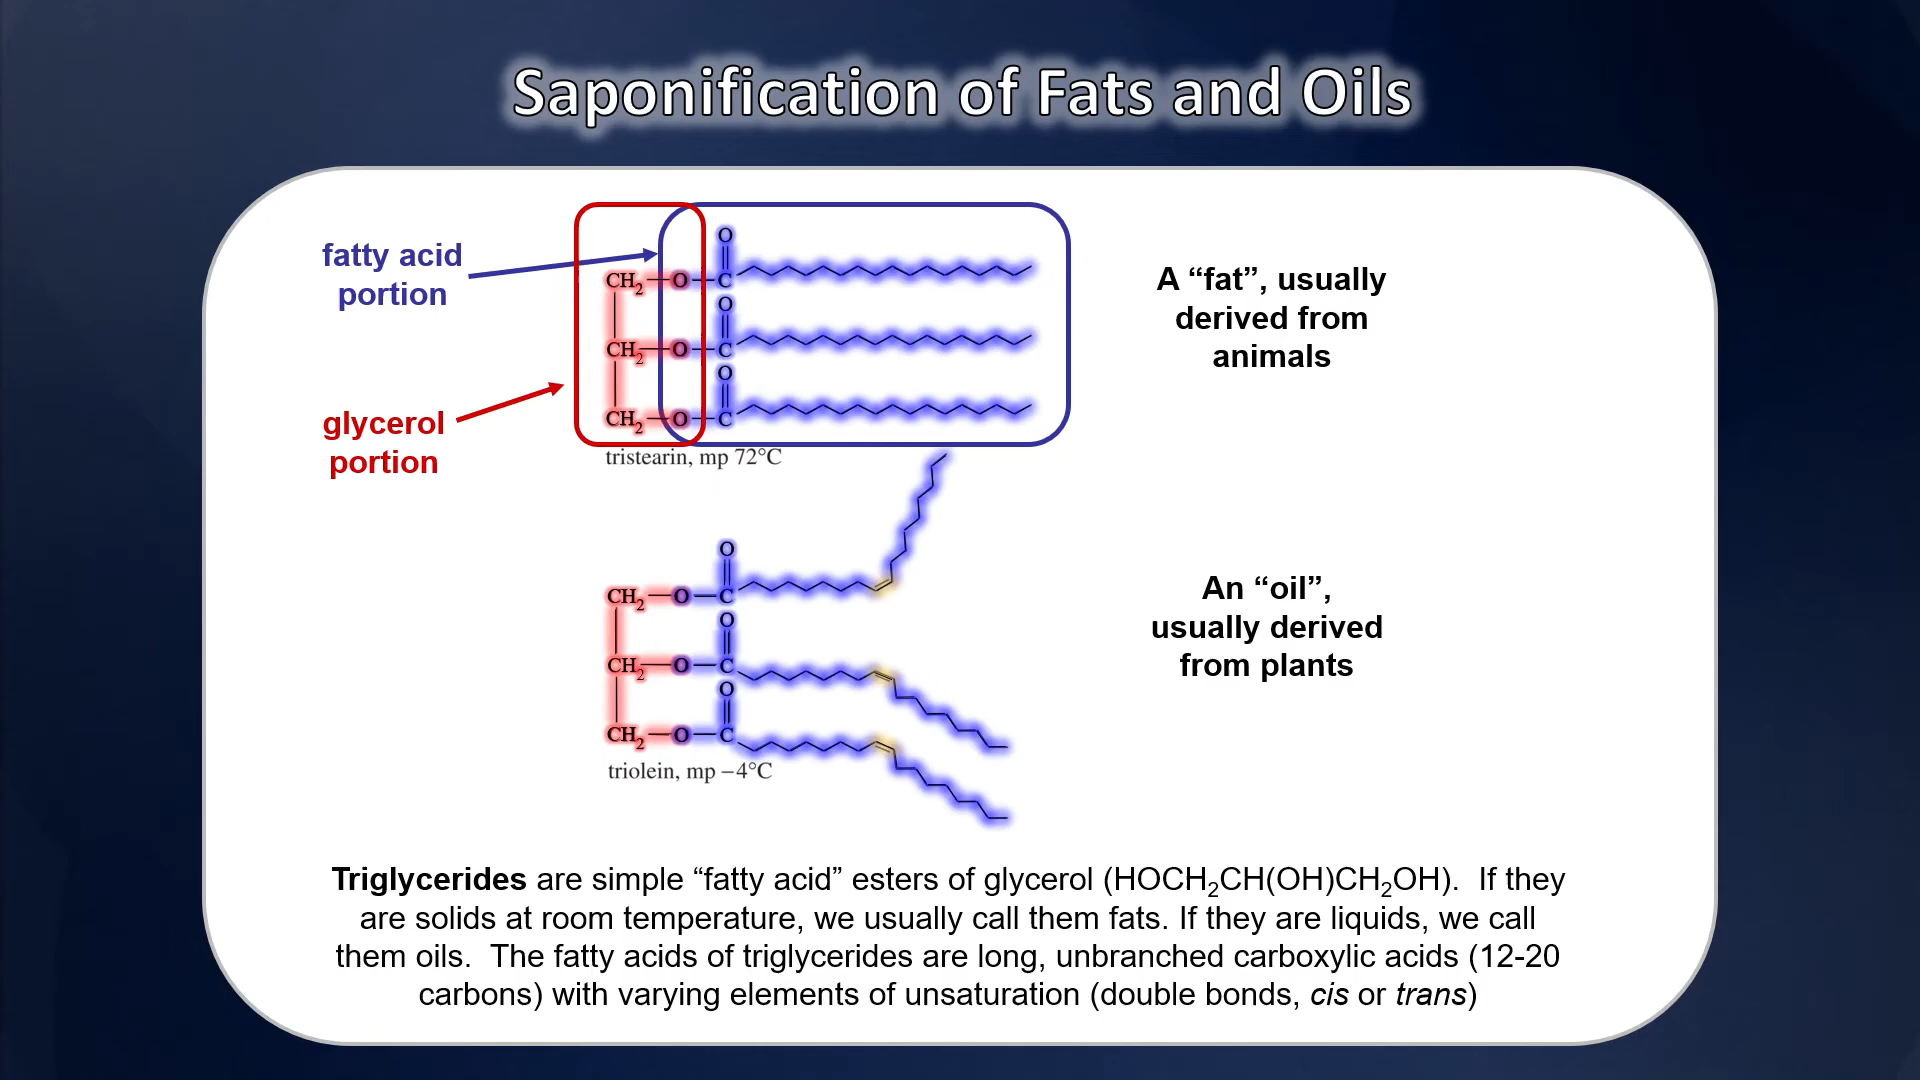 Saponification of Fats and Oils
fatty acid
portion
glycerol
portion
O
CH₂—O—C
O
CH₂—O—C
O
CH₂—O—C
tristearin, mp 72°C
A “fat”, usually
derived from
animals
O
CH₂—O—C
O
CH₂—O—C
O
CH₂—O—C
triolein, mp −4°C
An “oil”,
usually derived
from plants
Triglycerides are simple “fatty acid” esters of glycerol (HOCH₂CH(OH)CH₂OH).  If they
are solids at room temperature, we usually call them fats. If they are liquids, we call
them oils.  The fatty acids of triglycerides are long, unbranched carboxylic acids (12-20
carbons) with varying elements of unsaturation (double bonds, cis or trans)